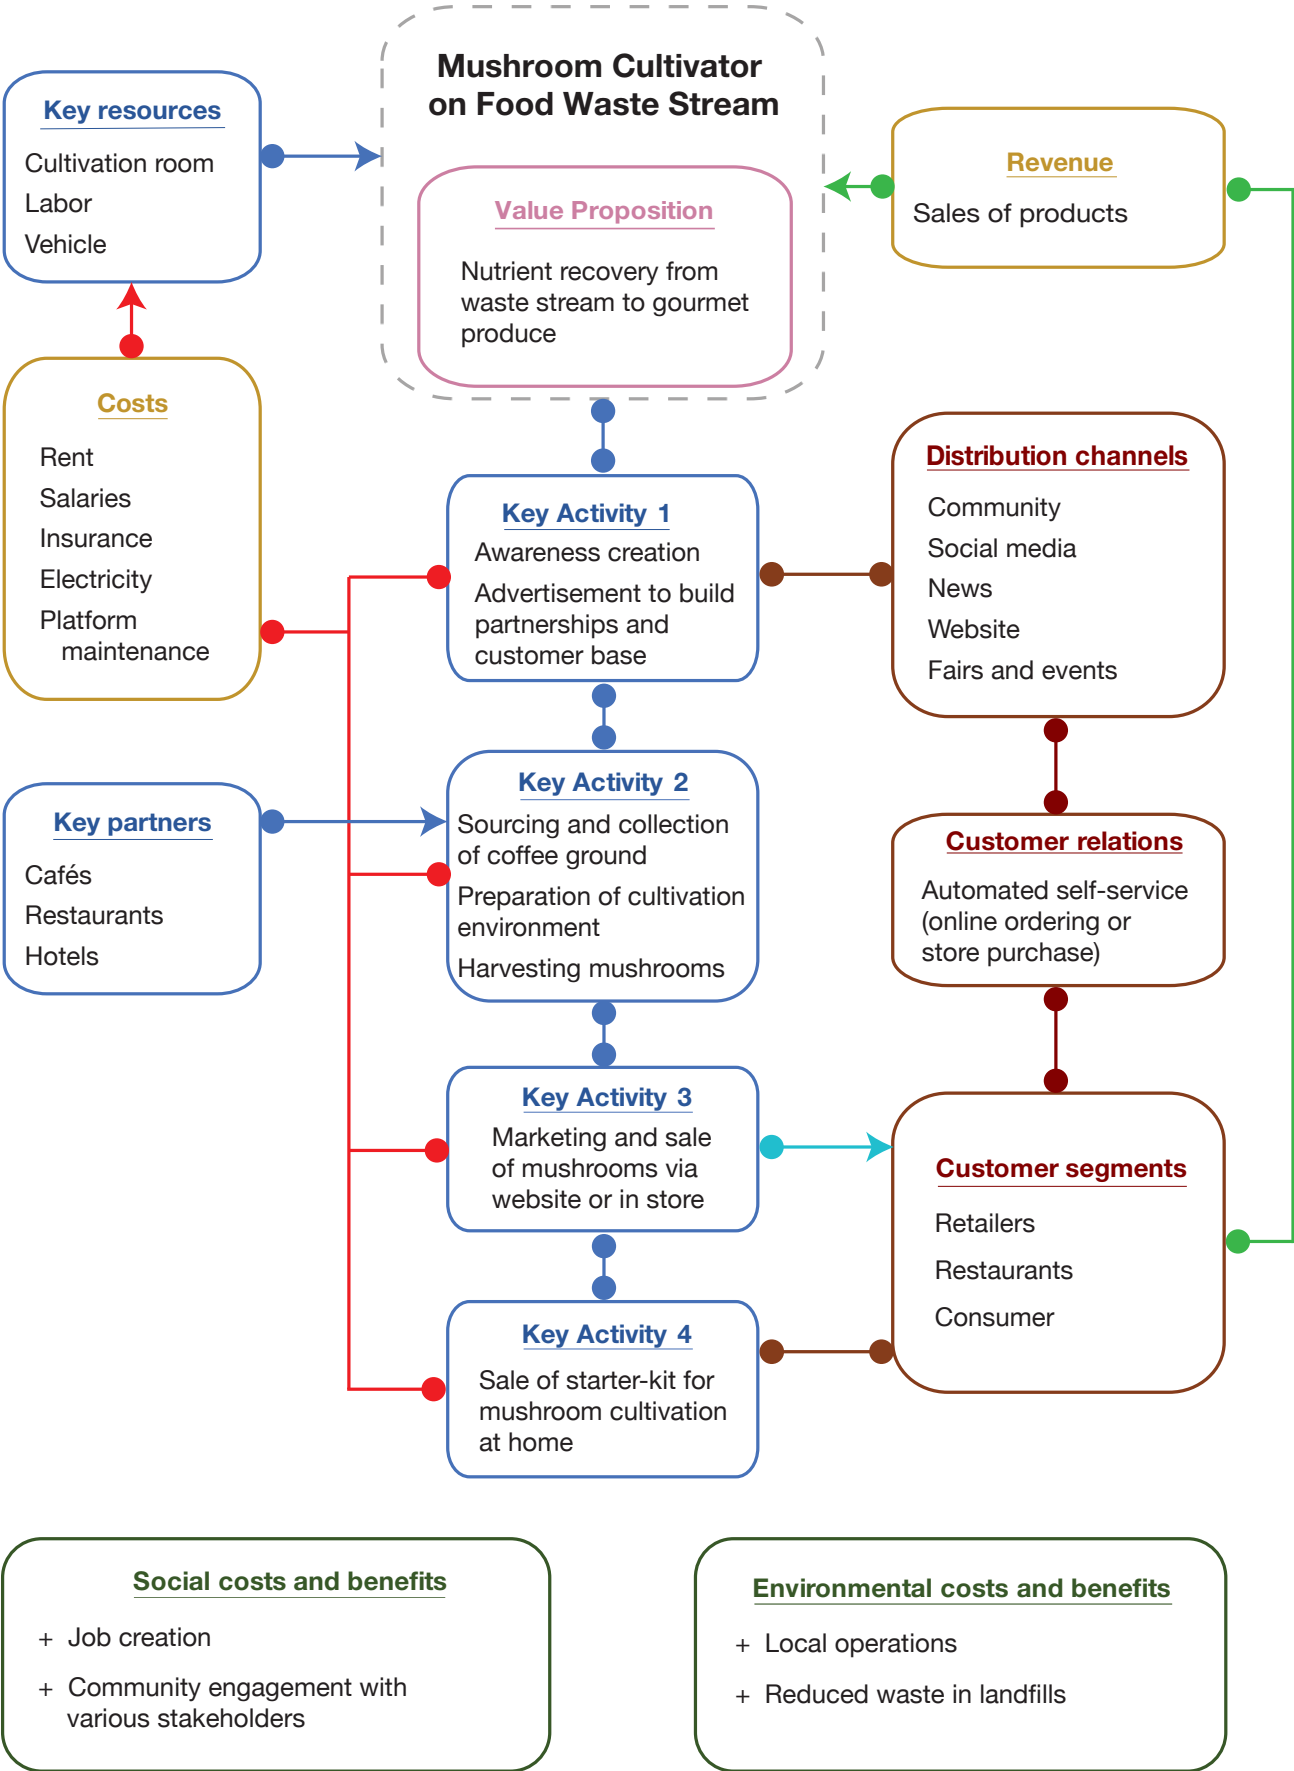 Mushroom Cultivator
on Food Waste Stream
Key resources
Cultivation room
Labor
Vehicle
Value Proposition
Nutrient recovery from
waste stream to gourmet
produce
Revenue
Sales of products
Costs
Rent
Salaries
Insurance
Electricity
Platform
maintenance
Key Activity 1
Awareness creation
Advertisement to build
partnerships and
customer base
Distribution channels
Community
Social media
News
Website
Fairs and events
Key partners
Cafés
Restaurants
Hotels
Key Activity 2
Sourcing and collection
of coffee ground
Preparation of cultivation
environment
Harvesting mushrooms
Customer relations
Automated self-service
(online ordering or
store purchase)
Key Activity 3
Marketing and sale
of mushrooms via
website or in store
Customer segments
Retailers
Restaurants
Consumer
Key Activity 4
Sale of starter-kit for
mushroom cultivation
at home
Social costs and benefits
+ Job creation
+ Community engagement with
various stakeholders
Environmental costs and benefits
+ Local operations
+ Reduced waste in landfills